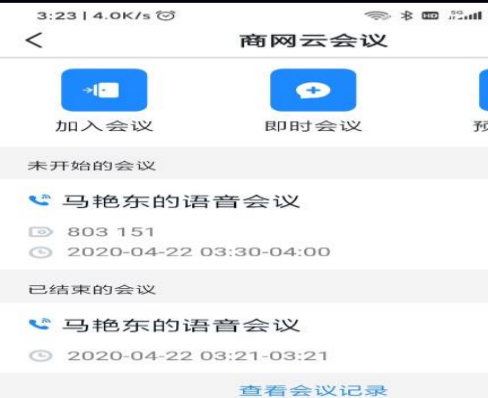 3:23 | 4.0K/s
HD 5G
商网云会议
加入会议 即时会议 预
未开始的会议
马艳东的语音会议
803 151
2020-04-22 03:30-04:00
已结束的会议
马艳东的语音会议
2020-04-22 03:21-03:21
查看会议记录